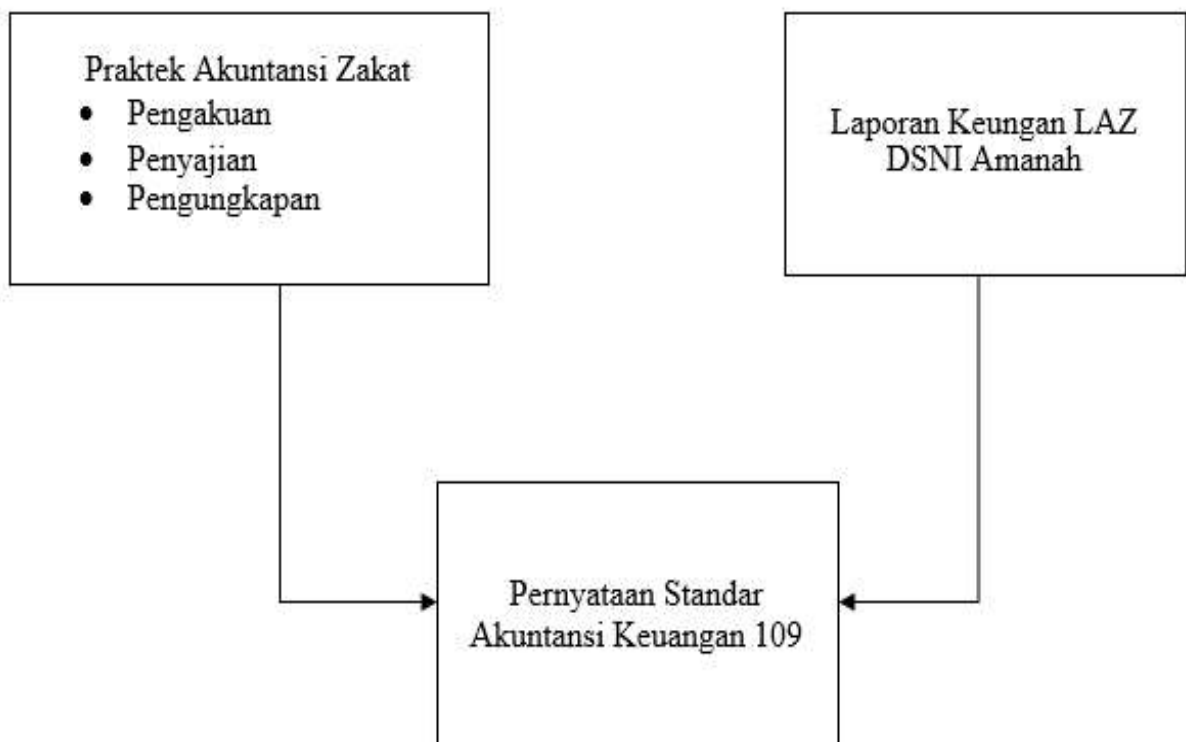 Praktek Akuntansi Zakat
• Pengakuan
• Penyajian
• Pengungkapan
Laporan Keungan LAZ
DSNI Amanah
Pernyataan Standar
Akuntansi Keuangan 109